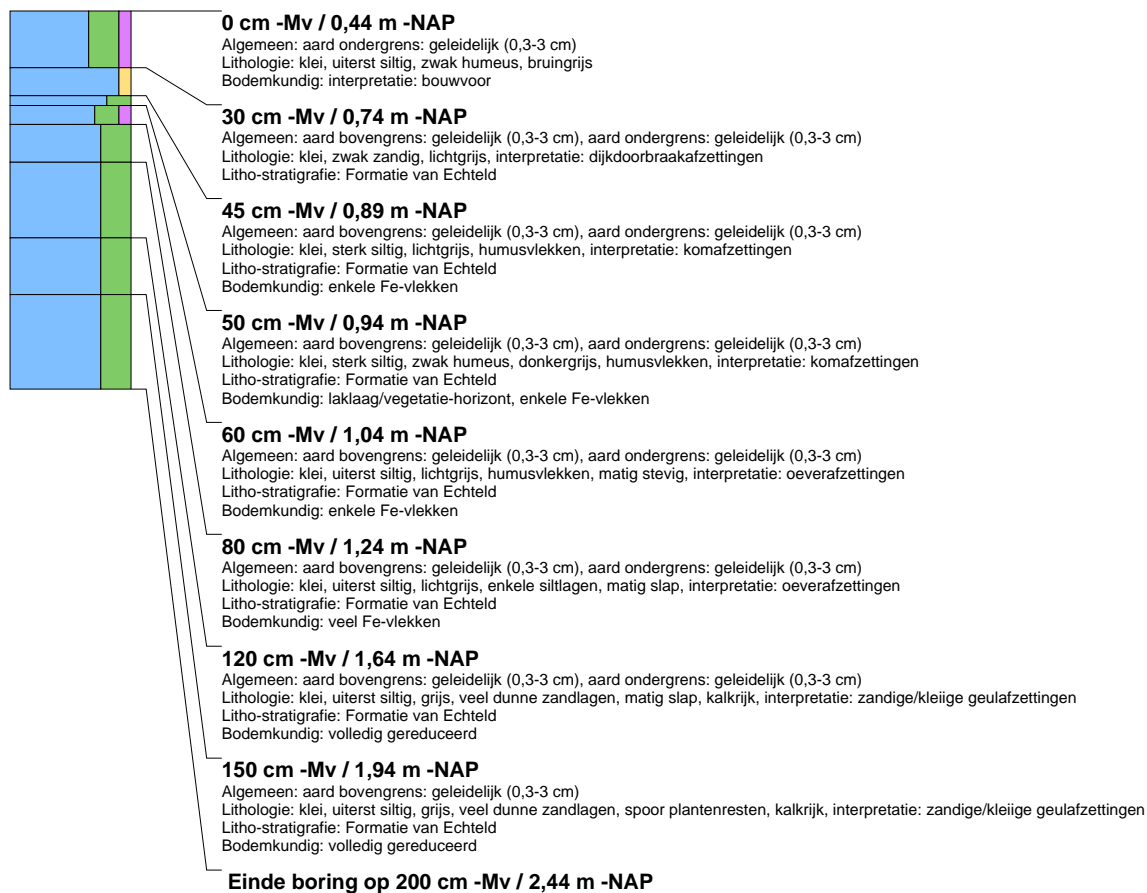 0 cm -Mv / 0,44 m -NAP
Algemeen: aard ondergrens: geleidelijk (0,3-3 cm)
Lithologie: klei, uiterst siltig, zwak humeus, bruingrijs
Bodemkundig: interpretatie: bouwvoor
30 cm -Mv / 0,74 m -NAP
Algemeen: aard bovengrens: geleidelijk (0,3-3 cm), aard ondergrens: geleidelijk (0,3-3 cm)
Lithologie: klei, zwak zandig, lichtgrijs, interpretatie: dijkdoorbraakafzettingen
Litho-stratigrafie: Formatie van Echteld
45 cm -Mv / 0,89 m -NAP
Algemeen: aard bovengrens: geleidelijk (0,3-3 cm), aard ondergrens: geleidelijk (0,3-3 cm)
Lithologie: klei, sterk siltig, lichtgrijs, humusvlekken, interpretatie: komafzettingen
Litho-stratigrafie: Formatie van Echteld
Bodemkundig: enkele Fe-vlekken
50 cm -Mv / 0,94 m -NAP
Algemeen: aard bovengrens: geleidelijk (0,3-3 cm), aard ondergrens: geleidelijk (0,3-3 cm)
Lithologie: klei, sterk siltig, zwak humeus, donkergrijs, humusvlekken, interpretatie: komafzettingen
Litho-stratigrafie: Formatie van Echteld
Bodemkundig: laklaag/vegetatie-horizont, enkele Fe-vlekken
60 cm -Mv / 1,04 m -NAP
Algemeen: aard bovengrens: geleidelijk (0,3-3 cm), aard ondergrens: geleidelijk (0,3-3 cm)
Lithologie: klei, uiterst siltig, lichtgrijs, humusvlekken, matig stevig, interpretatie: oeverafzettingen
Litho-stratigrafie: Formatie van Echteld
Bodemkundig: enkele Fe-vlekken
80 cm -Mv / 1,24 m -NAP
Algemeen: aard bovengrens: geleidelijk (0,3-3 cm), aard ondergrens: geleidelijk (0,3-3 cm)
Lithologie: klei, uiterst siltig, lichtgrijs, enkele siltlagen, matig slap, interpretatie: oeverafzettingen
Litho-stratigrafie: Formatie van Echteld
Bodemkundig: veel Fe-vlekken
120 cm -Mv / 1,64 m -NAP
Algemeen: aard bovengrens: geleidelijk (0,3-3 cm), aard ondergrens: geleidelijk (0,3-3 cm)
Lithologie: klei, uiterst siltig, grijs, veel dunne zandlagen, matig slap, kalkrijk, interpretatie: zandige/kleiige geulafzettingen
Litho-stratigrafie: Formatie van Echteld
Bodemkundig: volledig gereduceerd
150 cm -Mv / 1,94 m -NAP
Algemeen: aard bovengrens: geleidelijk (0,3-3 cm)
Lithologie: klei, uiterst siltig, grijs, veel dunne zandlagen, spoor plantenresten, kalkrijk, interpretatie: zandige/kleiige geulafzettingen
Litho-stratigrafie: Formatie van Echteld
Bodemkundig: volledig gereduceerd
Einde boring op 200 cm -Mv / 2,44 m -NAP